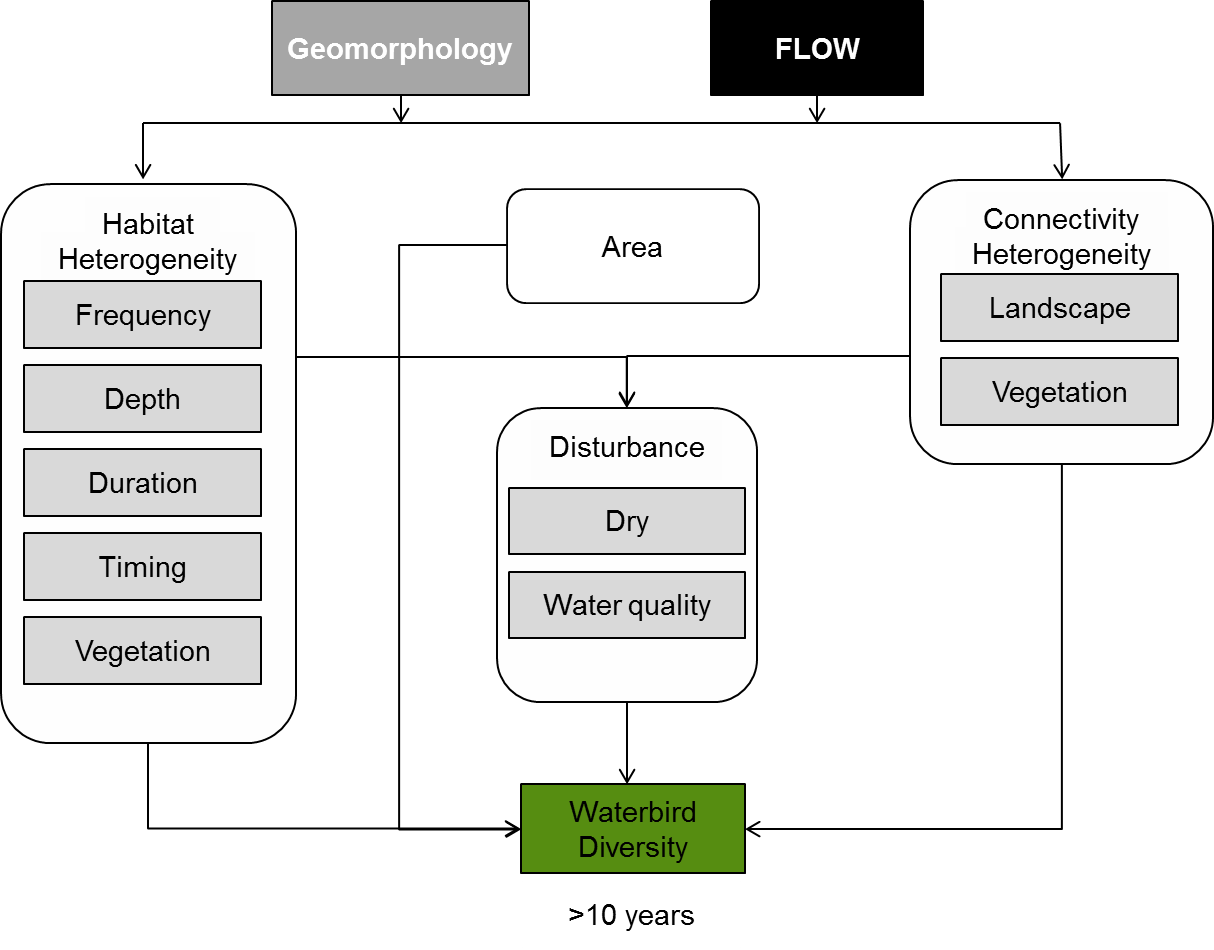 Geomorphology
FLOW
Habitat
Heterogeneity
Frequency
Depth
Duration
Timing
Vegetation
Area
Disturbance
Dry
Water quality
Connectivity
Heterogeneity
Landscape
Vegetation
Waterbird
Diversity
>10 years